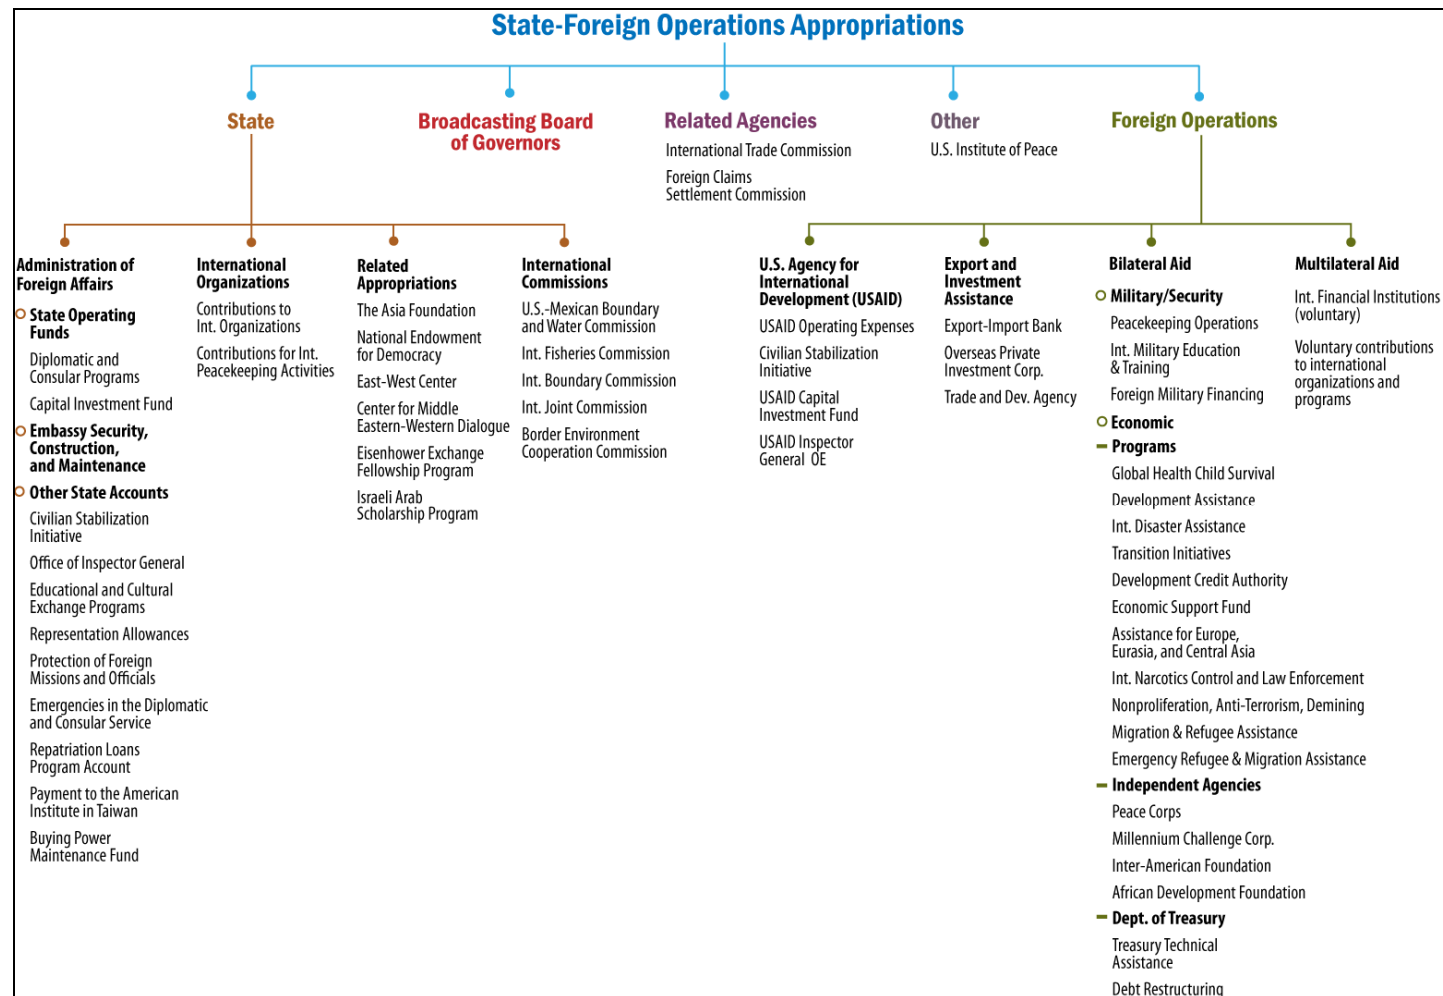 State-Foreign Operations Appropriations
State
Broadcasting Board
of Governors
Related Agencies
International Trade Commission
Foreign Claims
Settlement Commission
Other
U.S. Institute of Peace
Foreign Operations
Administration of
Foreign Affairs
State Operating
Funds
Diplomatic and
Consular Programs
Capital Investment Fund
Embassy Security,
Construction,
and Maintenance
Other State Accounts
Civilian Stabilization
Initiative
Office of Inspector General
Educational and Cultural
Exchange Programs
Representation Allowances
Protection of Foreign
Missions and Officials
Emergencies in the Diplomatic
and Consular Service
Repatriation Loans
Program Account
Payment to the American
Institute in Taiwan
Buying Power
Maintenance Fund
International
Organizations
Contributions to
Int. Organizations
Contributions for Int.
Peacekeeping Activities
Related
Appropriations
The Asia Foundation
National Endowment
for Democracy
East-West Center
Center for Middle
Eastern-Western Dialogue
Eisenhower Exchange
Fellowship Program
Israeli Arab
Scholarship Program
International
Commissions
U.S.-Mexican Boundary
and Water Commission
Int. Fisheries Commission
Int. Boundary Commission
Int. Joint Commission
Border Environment
Cooperation Commission
U.S. Agency for
International
Development (USAID)
USAID Operating Expenses
Civilian Stabilization
Initiative
USAID Capital
Investment Fund
USAID Inspector
General OE
Export and
Investment
Assistance
Export-Import Bank
Overseas Private
Investment Corp.
Trade and Dev. Agency
Bilateral Aid
Military/Security
Peacekeeping Operations
Int. Military Education
& Training
Foreign Military Financing
Economic
Programs
Global Health Child Survival
Development Assistance
Int. Disaster Assistance
Transition Initiatives
Development Credit Authority
Economic Support Fund
Assistance for Europe,
Eurasia, and Central Asia
Int. Narcotics Control and Law Enforcement
Nonproliferation, Anti-Terrorism, Demining
Migration & Refugee Assistance
Emergency Refugee & Migration Assistance
Independent Agencies
Peace Corps
Millennium Challenge Corp.
Inter-American Foundation
African Development Foundation
Dept. of Treasury
Treasury Technical
Assistance
Debt Restructuring
Multilateral Aid
Int. Financial Institutions
(voluntary)
Voluntary contributions
to international
organizations and
programs